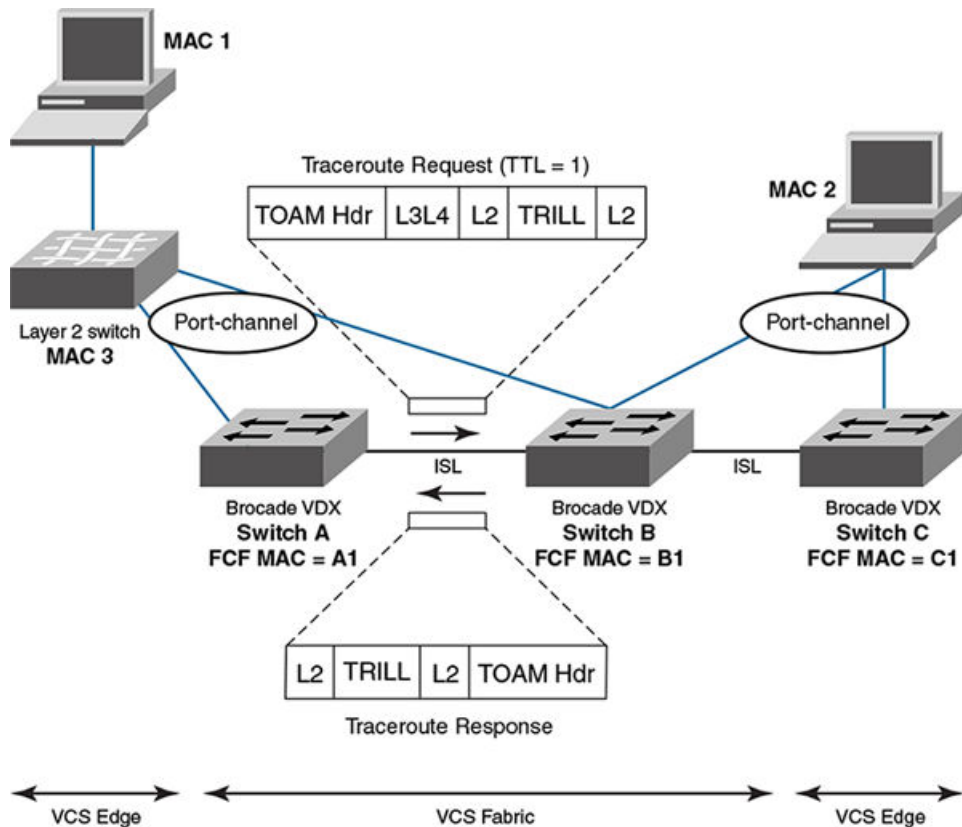 MAC 1
Traceroute Request (TTL = 1)
TOAM Hdr L3L4 L2 TRILL L2
MAC 2
Port-channel
Port-channel
Layer 2 switch
MAC 3
ISL
ISL
Brocade VDX
Switch A
FCF MAC = A1
Brocade VDX
Switch B
FCF MAC = B1
Brocade VDX
Switch C
FCF MAC = C1
L2 TRILL L2 TOAM Hdr
Traceroute Response
VCS Edge
VCS Fabric
VCS Edge